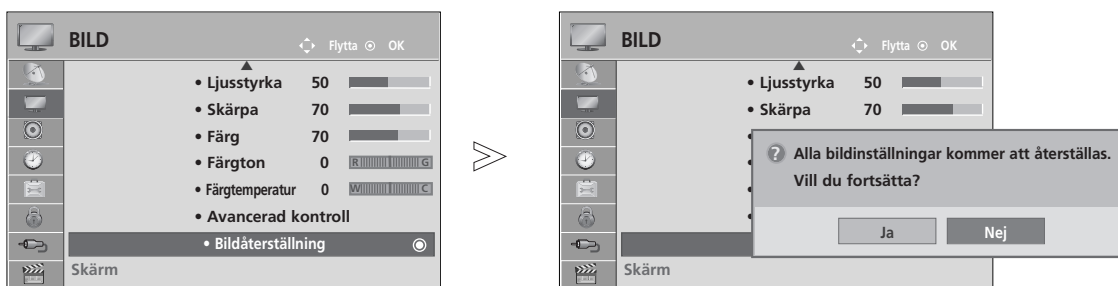 BILD
Flytta ⊙ OK
• Ljusstyrka 50
• Skärpa 70
• Färg 70
• Färgton 0 R G
• Färgtemperatur 0 W C
• Avancerad kontroll
• Bildåterställning
Skärm
BILD
Flytta ⊙ OK
• Ljusstyrka 50
• Skärpa 70
? Alla bildinställningar kommer att återställas.
Vill du fortsätta?
Ja Nej
Skärm